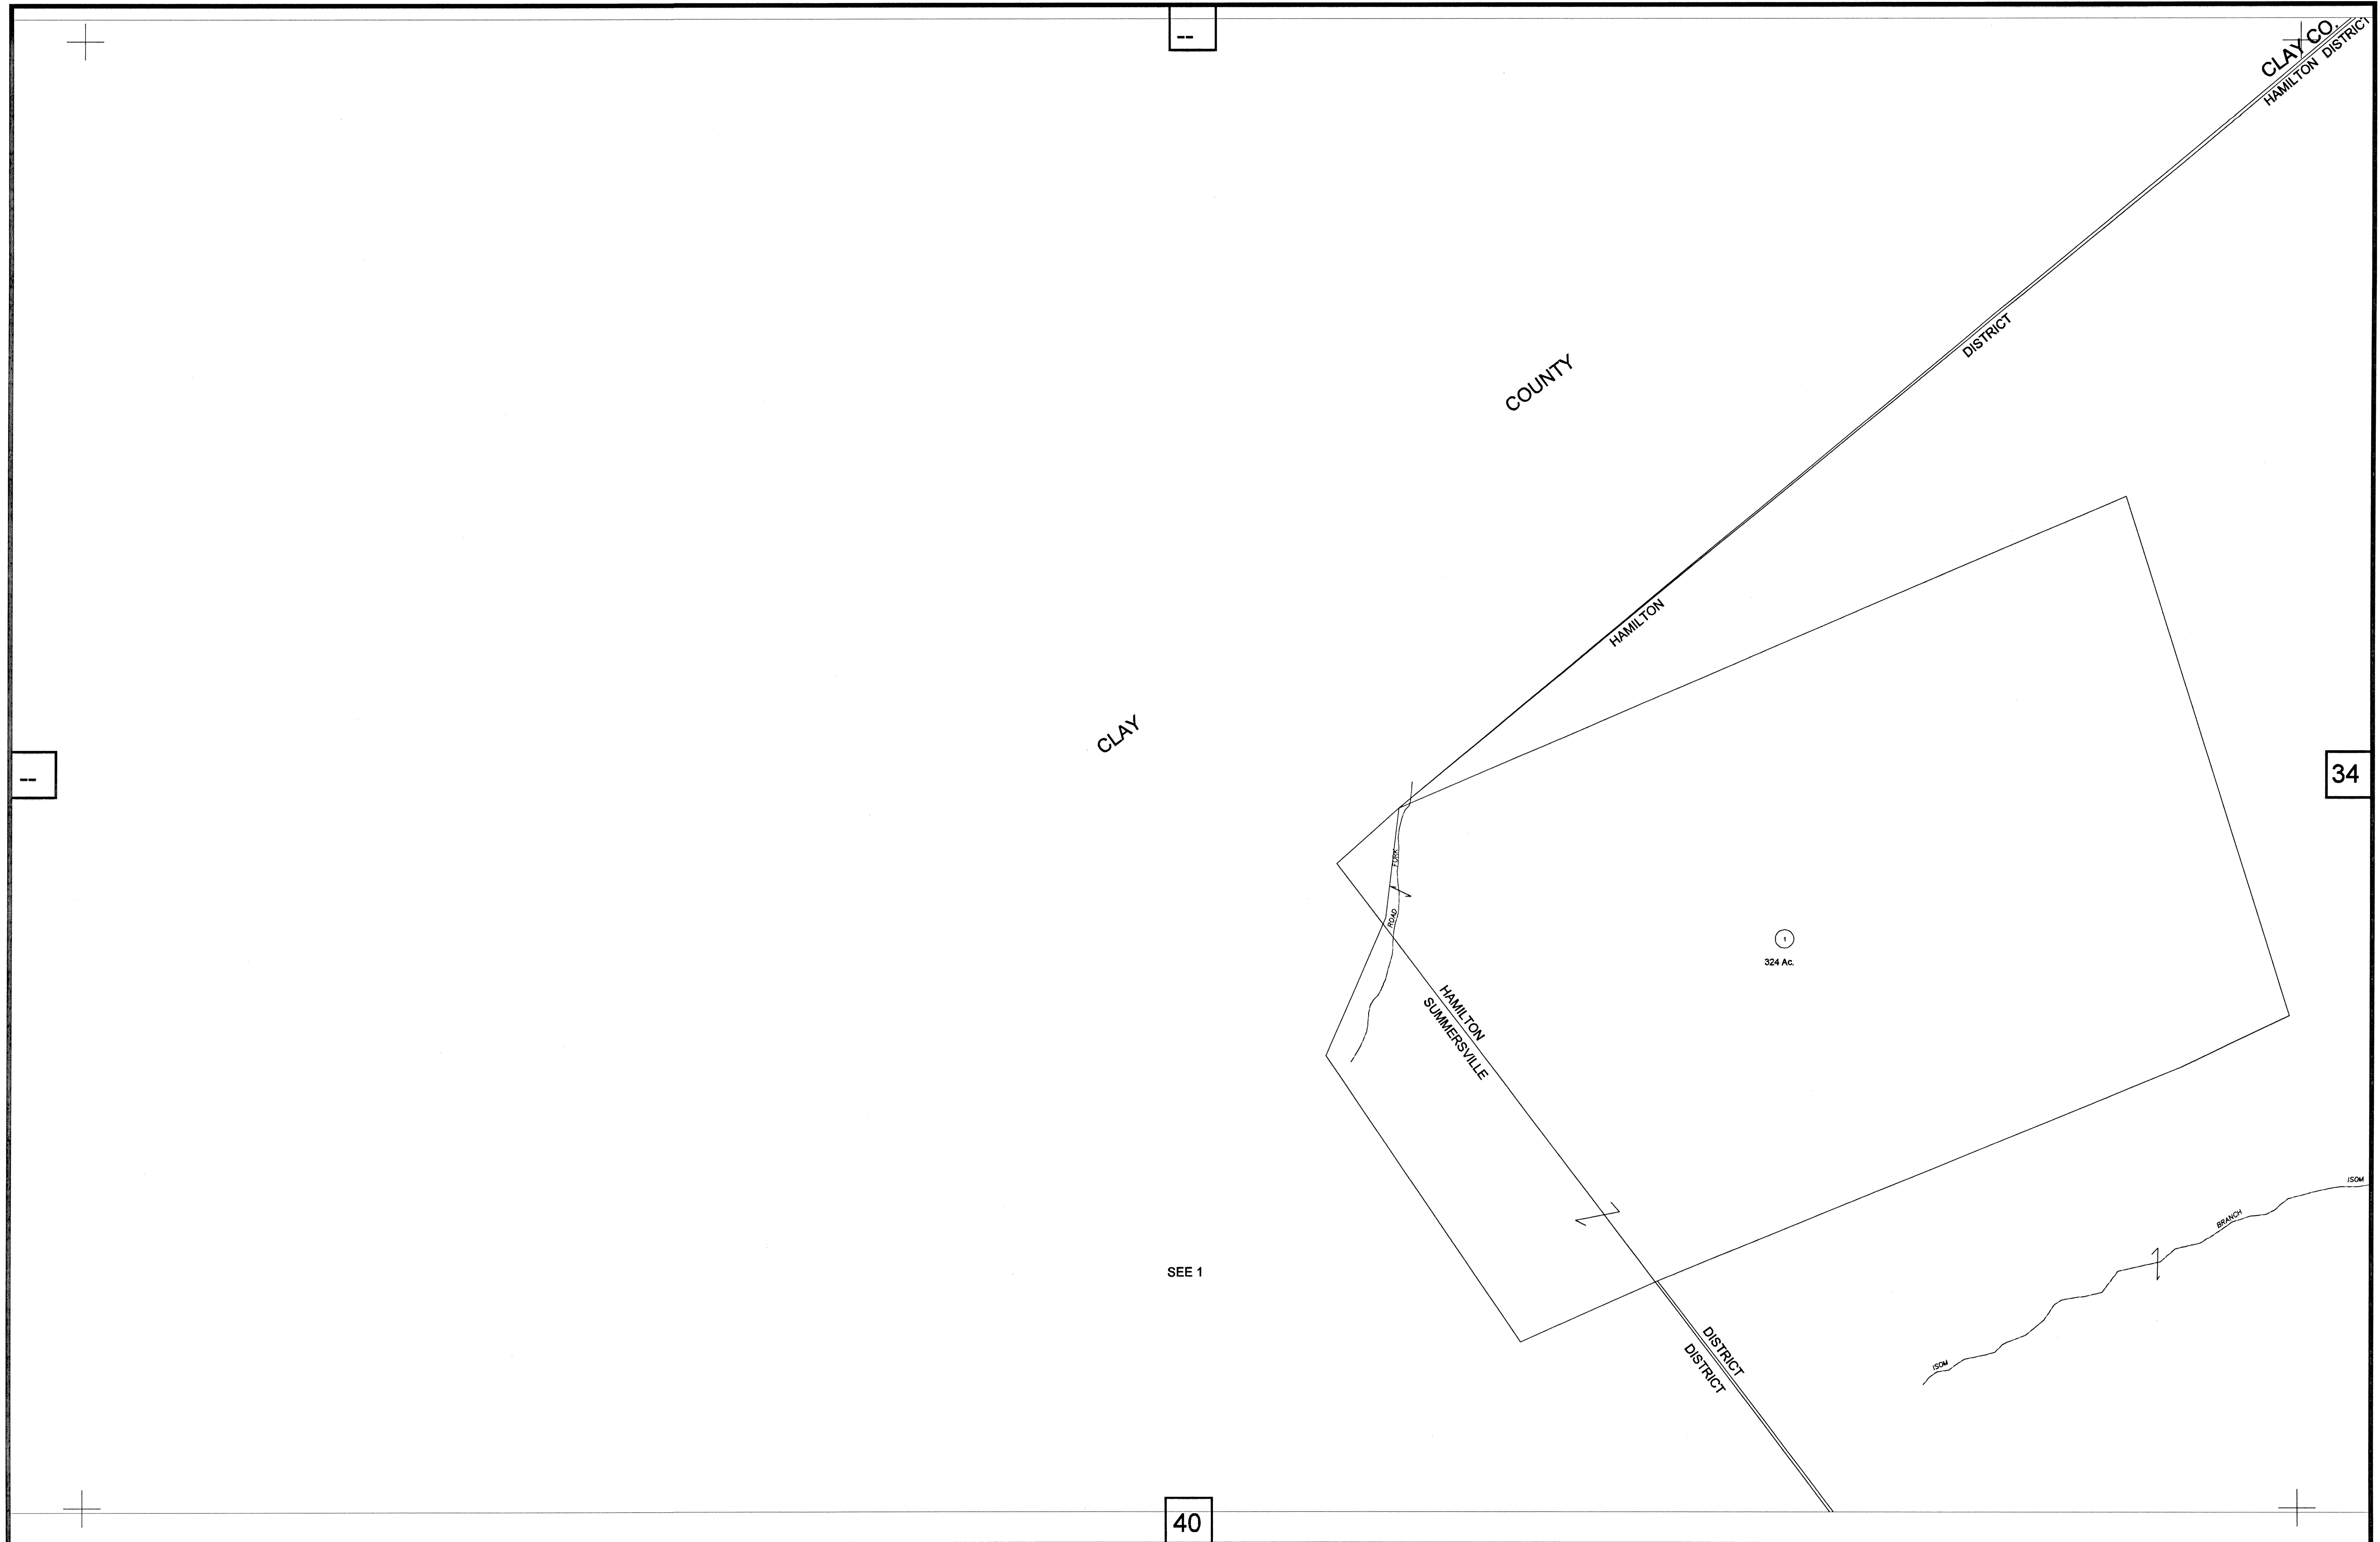 --
CLAY CO.
HAMILTON DISTRICT
DISTRICT
COUNTY
HAMILTON
CLAY
--
34
FORK
ROAD
1
324 Ac.
HAMILTON
SUMMERSVILLE
ISOM
BRANCH
SEE 1
DISTRICT
DISTRICT
ISOM
40